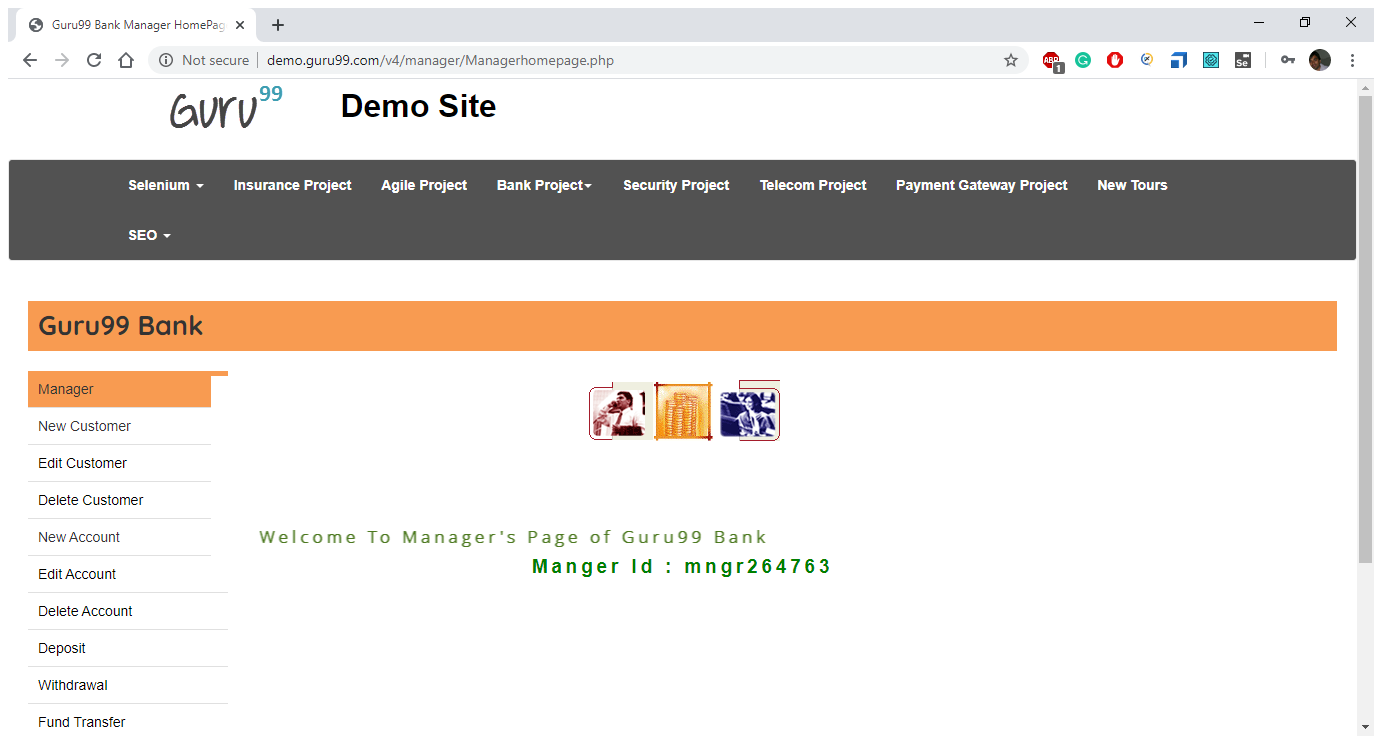 Guru99 Bank Manager HomePag
Not secure | demo.guru99.com/v4/manager/Managerhomepage.php
ABP
1
Se
Guru99 Demo Site
Selenium Insurance Project Agile Project Bank Project Security Project Telecom Project Payment Gateway Project New Tours
SEO
Guru99 Bank
Manager
New Customer
Edit Customer
Delete Customer
New Account
Welcome To Manager's Page of Guru99 Bank
Manger Id : mngr264763
Edit Account
Delete Account
Deposit
Withdrawal
Fund Transfer